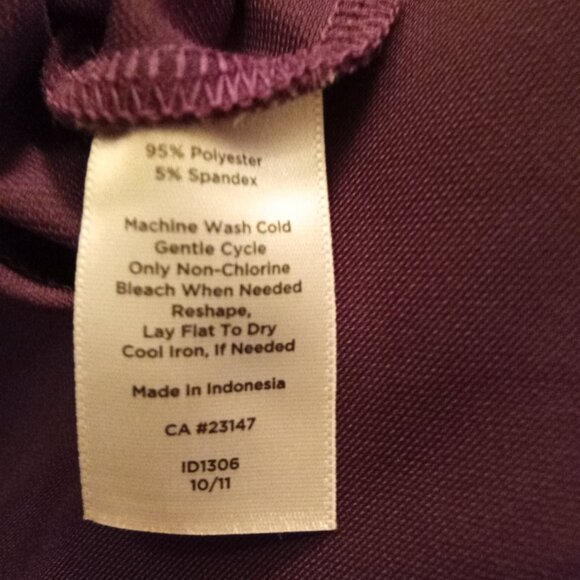 95% Polyester
5% Spandex
Machine Wash Cold
Gentle Cycle
Only Non-Chlorine
Bleach When Needed
Reshape,
Lay Flat To Dry
Cool Iron, If Needed
Made In Indonesia
CA #23147
ID1306
10/11